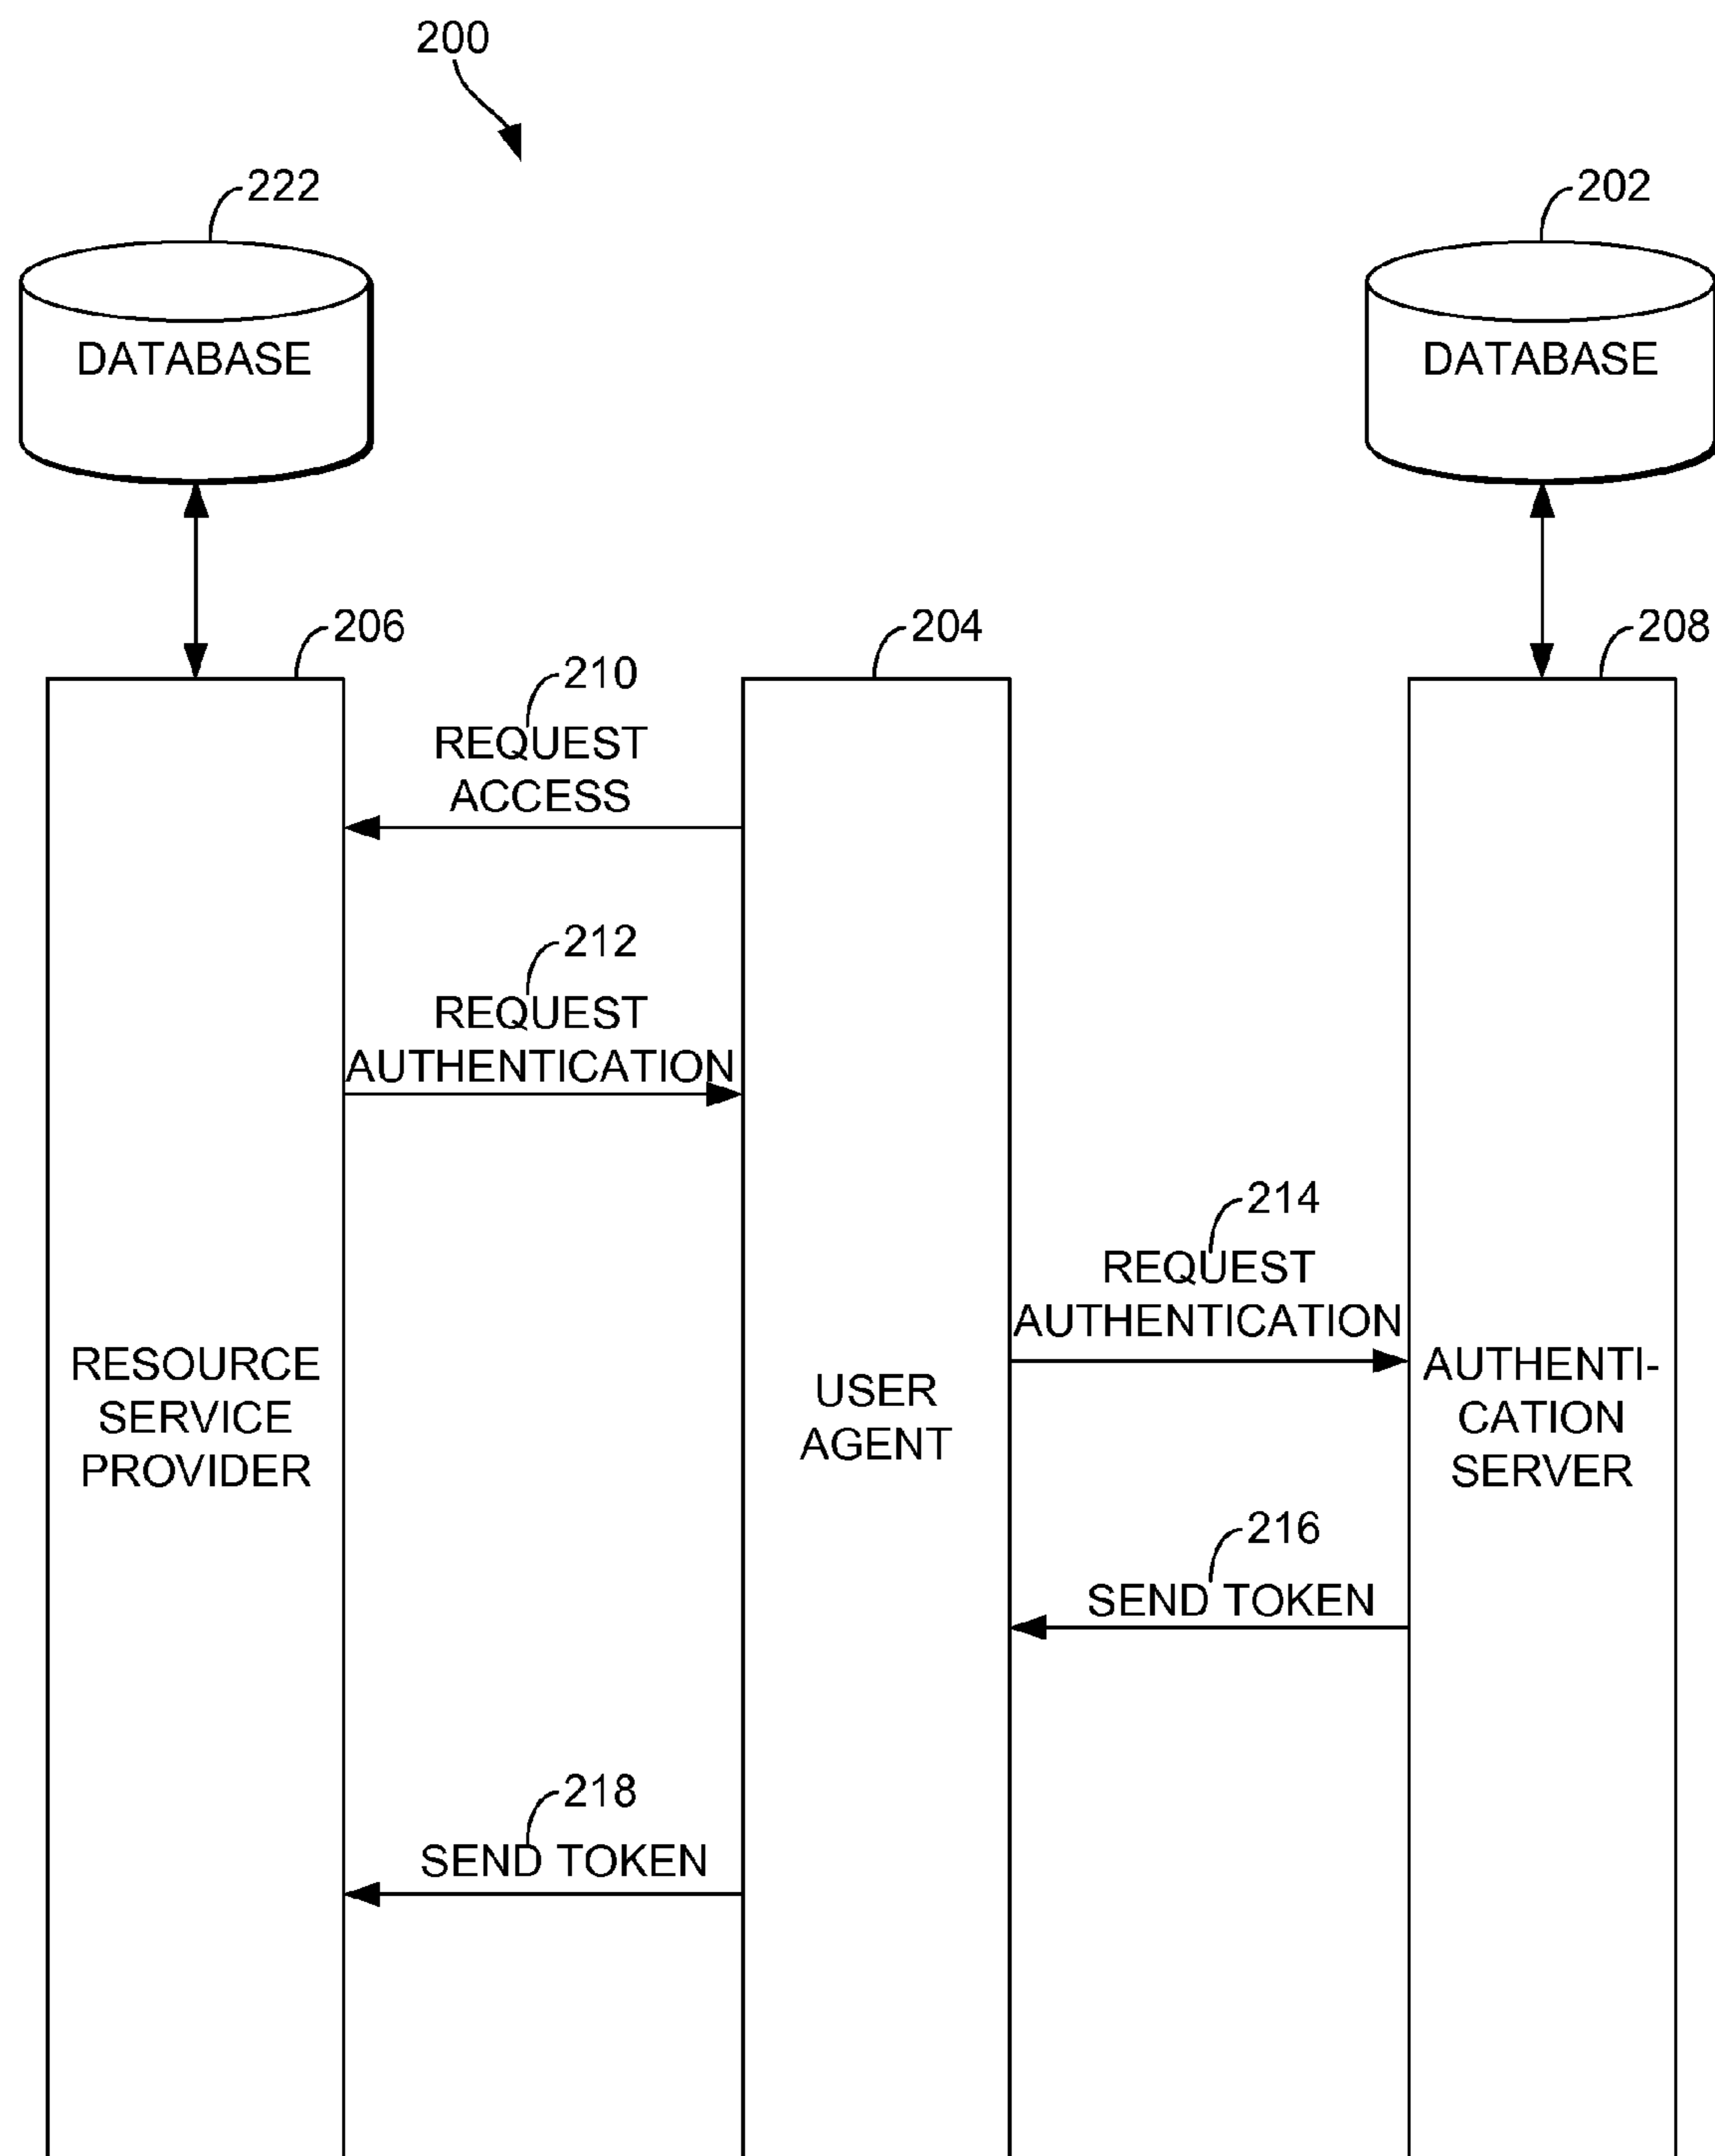 200
222
202
DATABASE
DATABASE
206
204
208
210
REQUEST
ACCESS
212
REQUEST
AUTHENTICATION
214
REQUEST
AUTHENTICATION
RESOURCE
SERVICE
PROVIDER
USER
AGENT
AUTHENTI-
CATION
SERVER
216
SEND TOKEN
218
SEND TOKEN